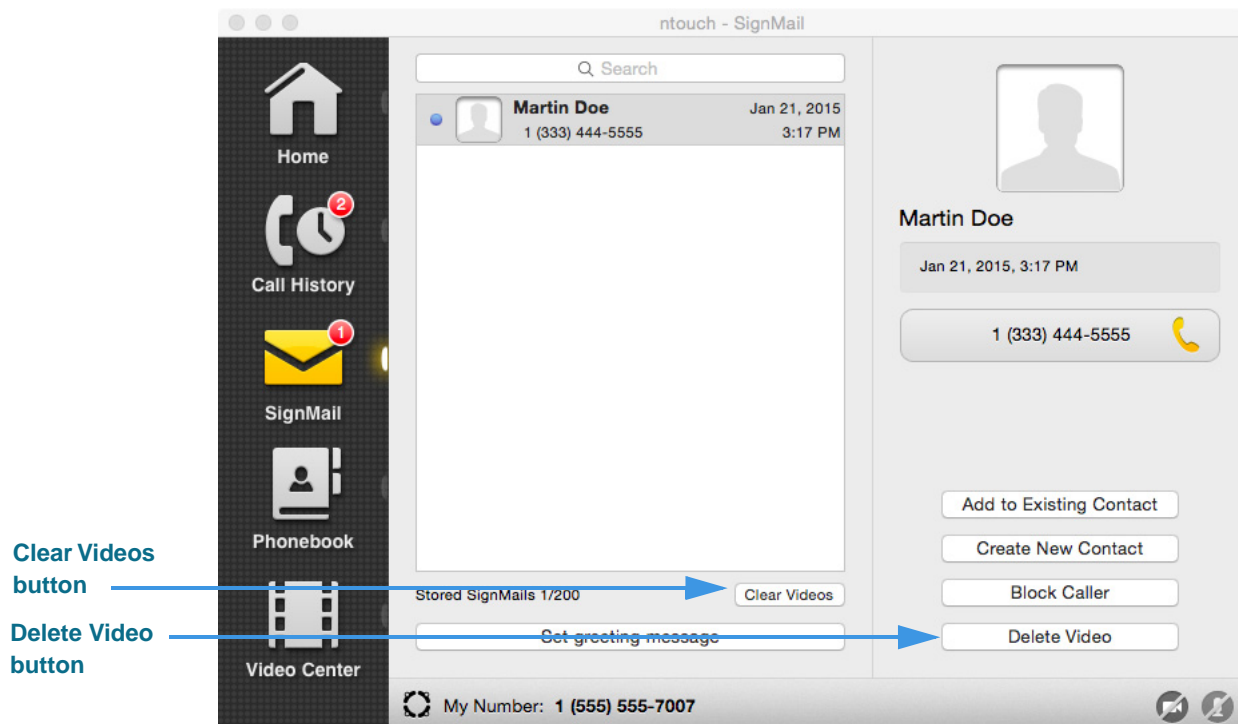 ntouch - SignMail
Search
Martin Doe
Jan 21, 2015
1 (333) 444-5555
3:17 PM
Home
2
Call History
1
SignMail
Phonebook
Video Center
Martin Doe
Jan 21, 2015, 3:17 PM
1 (333) 444-5555
Add to Existing Contact
Create New Contact
Block Caller
Delete Video
Stored SignMails 1/200
Clear Videos
Set greeting message
My Number: 1 (555) 555-7007
Clear Videos
button
Delete Video
button